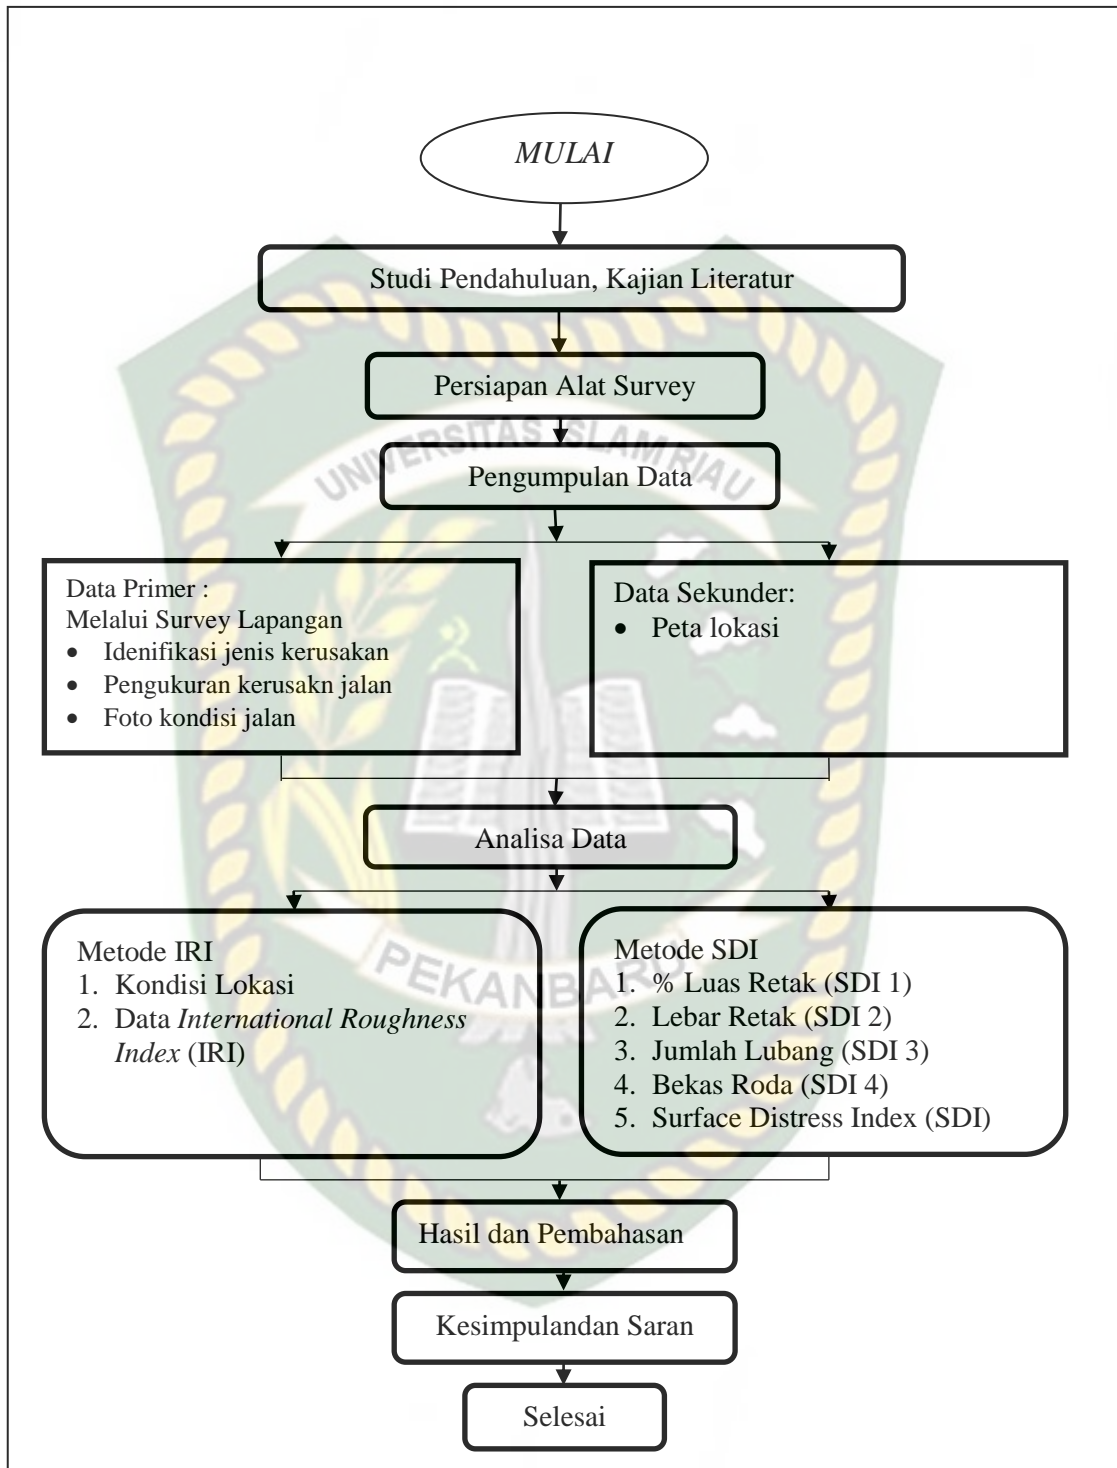 MULAI
Studi Pendahuluan, Kajian Literatur
Persiapan Alat Survey
UNIVERSITAS ISLAM RIAU
Pengumpulan Data
Data Primer :
Melalui Survey Lapangan
• Idenifikasi jenis kerusakan
• Pengukuran kerusakn jalan
• Foto kondisi jalan
Data Sekunder:
• Peta lokasi
Analisa Data
Metode IRI
1. Kondisi Lokasi
2. Data International Roughness
Index (IRI)
Metode SDI
1. % Luas Retak (SDI 1)
2. Lebar Retak (SDI 2)
3. Jumlah Lubang (SDI 3)
4. Bekas Roda (SDI 4)
5. Surface Distress Index (SDI)
PEKANBARU
Hasil dan Pembahasan
Kesimpulandan Saran
Selesai